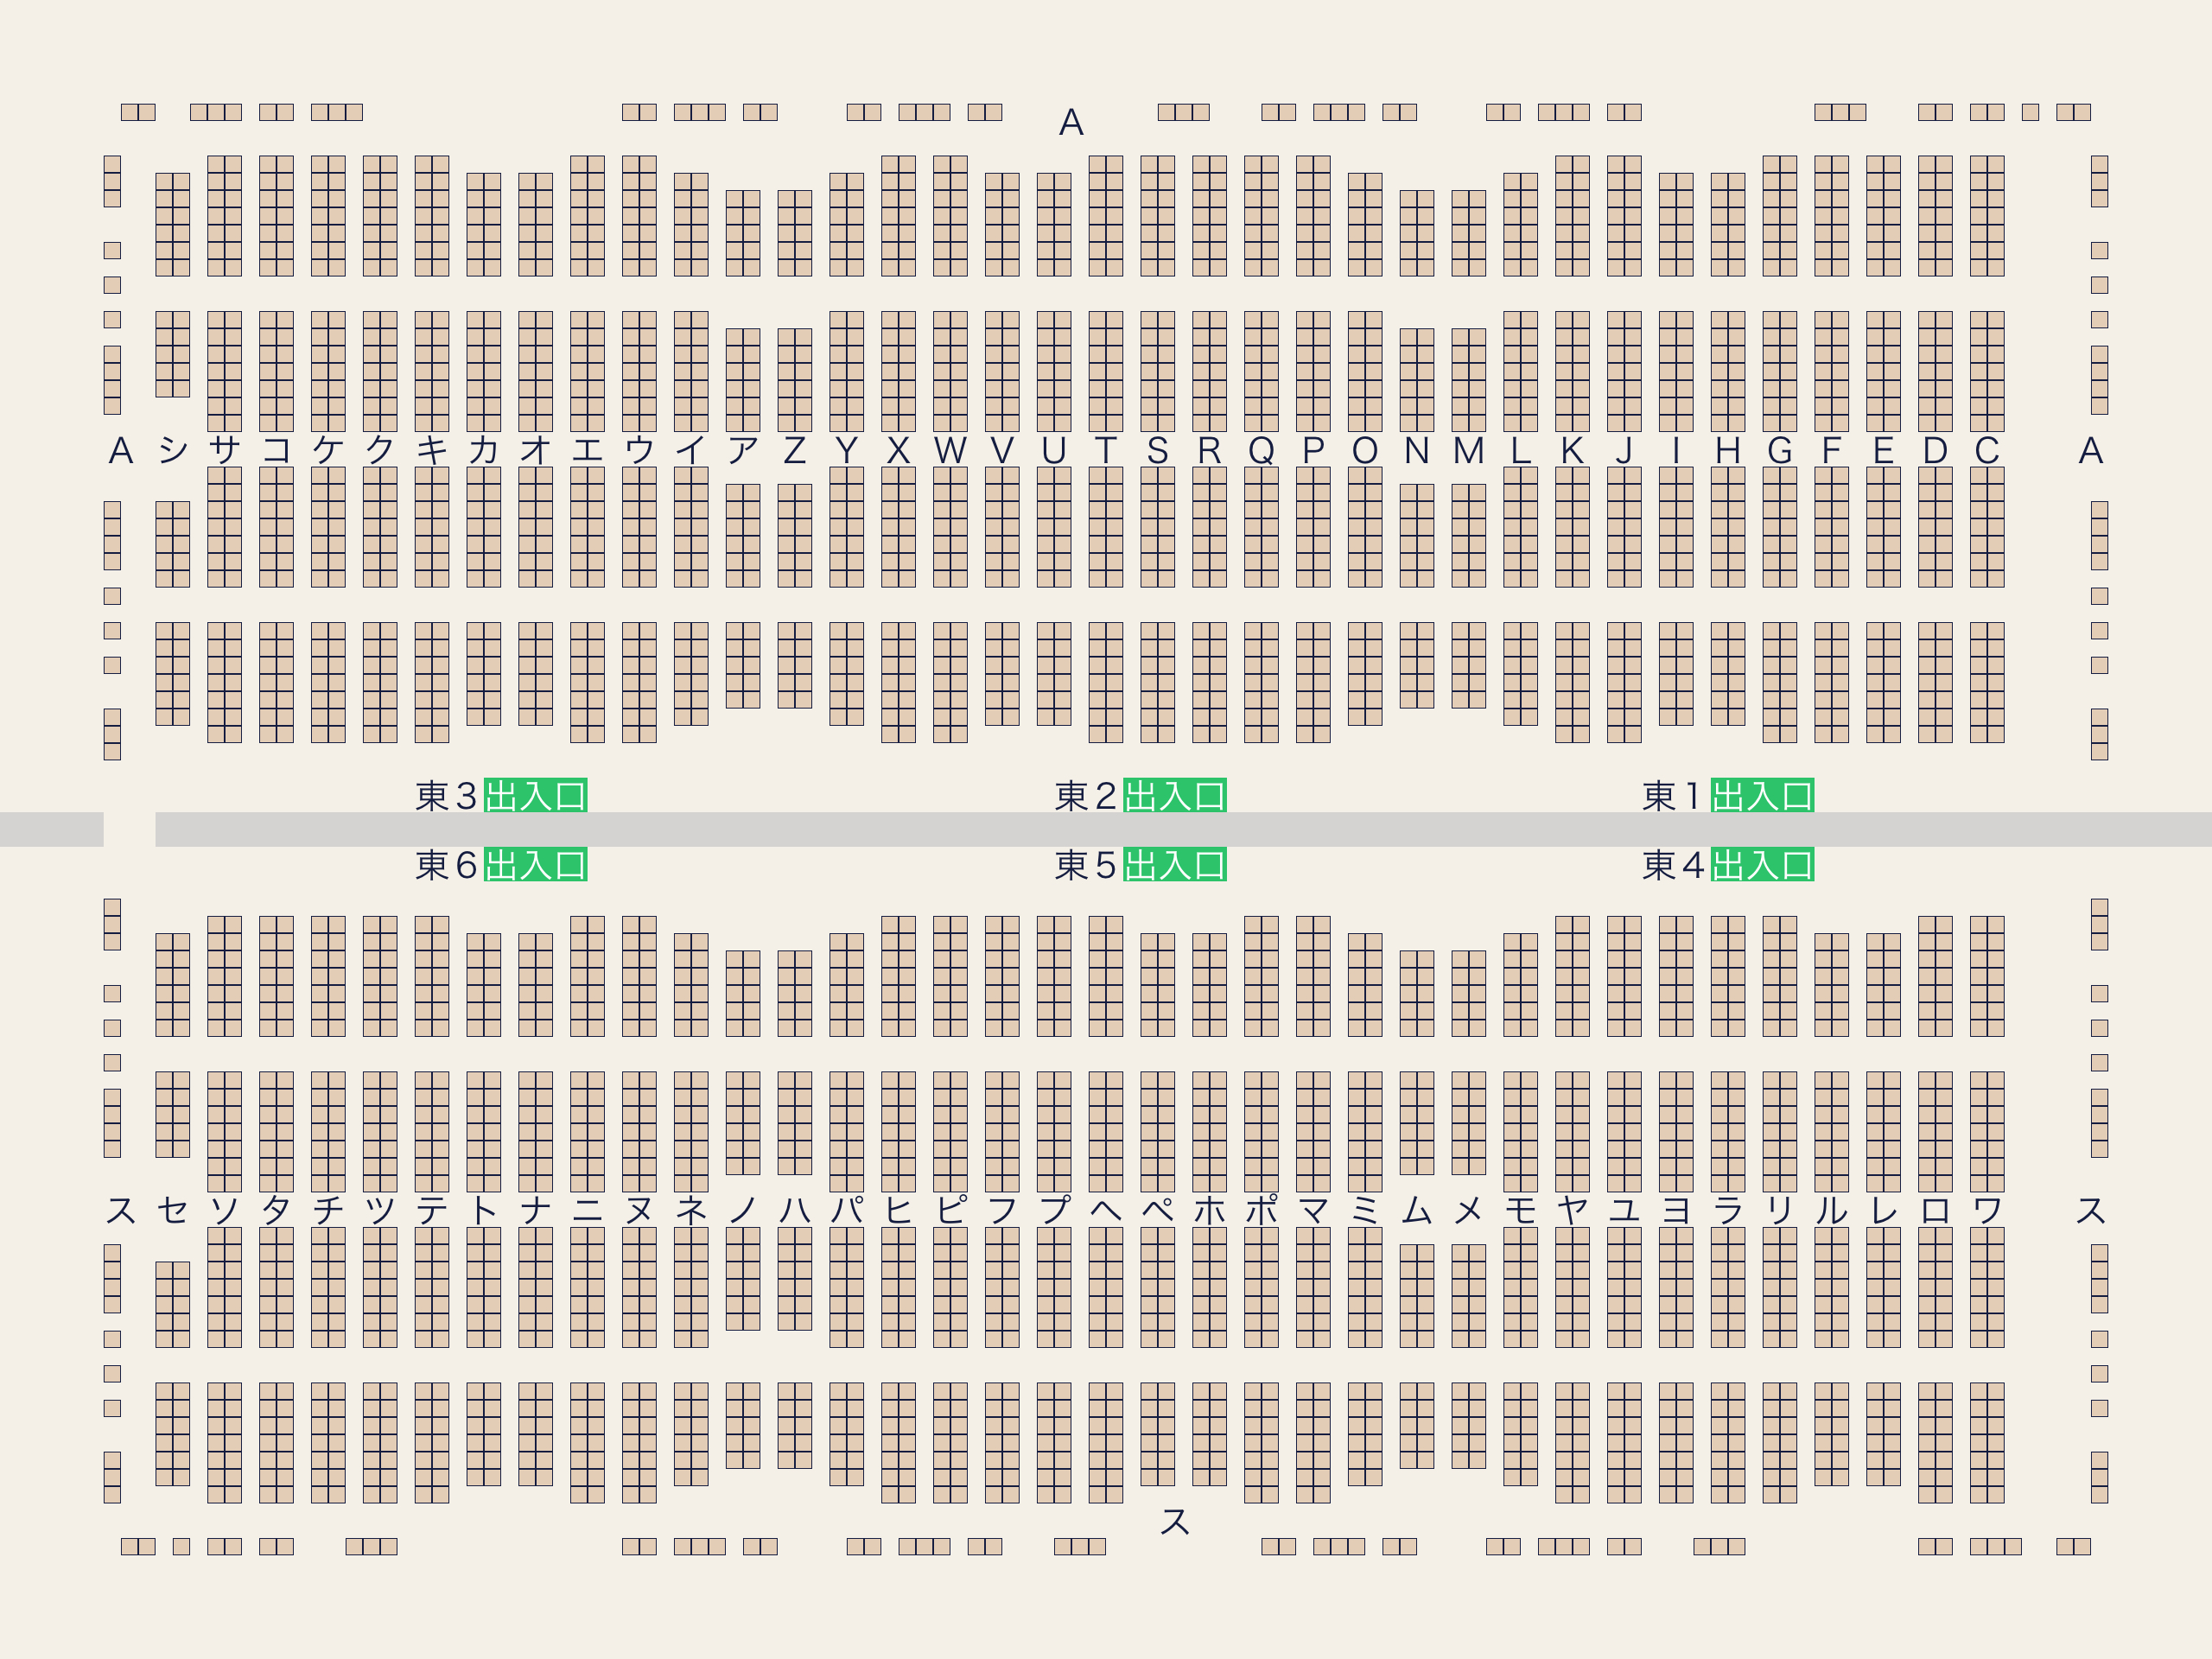 A
A シ サ コ ケ ク キ カ オ エ ウ イ ア Z Y X W V U T S R Q P O N M L K J I H G F E D C A
東3 出入口 東2 出入口 東1 出入口
東6 出入口 東5 出入口 東4 出入口
ス セ ソ タ チ ツ テ ト ナ ニ ヌ ネ ノ ハ パ ヒ ピ フ プ ヘ ペ ホ ポ マ ミ ム メ モ ヤ ユ ヨ ラ リ ル レ ロ ワ ス
ス